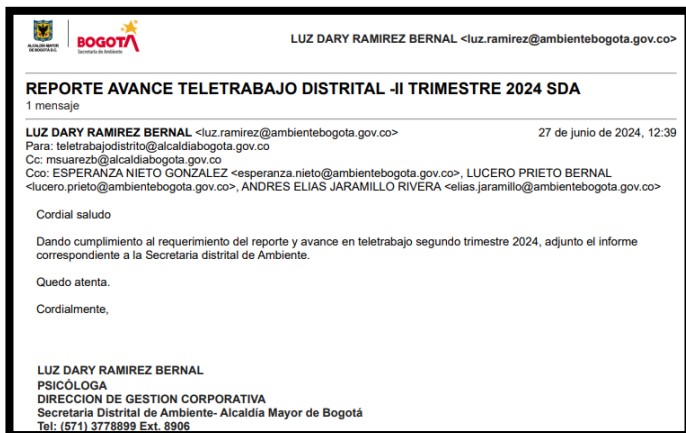 ALCALDÍA MAYOR
DE BOGOTÁ D.C.
BOGOTÁ
Secretaría de Ambiente
LUZ DARY RAMIREZ BERNAL <luz.ramirez@ambientebogota.gov.co>
REPORTE AVANCE TELETRABAJO DISTRITAL -II TRIMESTRE 2024 SDA
1 mensaje
LUZ DARY RAMIREZ BERNAL <luz.ramirez@ambientebogota.gov.co> 27 de junio de 2024, 12:39
Para: teletrabajodistrito@alcaldiabogota.gov.co
Cc: msuarezb@alcaldiabogota.gov.co
Cco: ESPERANZA NIETO GONZALEZ <esperanza.nieto@ambientebogota.gov.co>, LUCERO PRIETO BERNAL
<lucero.prieto@ambientebogota.gov.co>, ANDRES ELIAS JARAMILLO RIVERA <elias.jaramillo@ambientebogota.gov.co>
Cordial saludo
Dando cumplimiento al requerimiento del reporte y avance en teletrabajo segundo trimestre 2024, adjunto el informe
correspondiente a la Secretaria distrital de Ambiente.
Quedo atenta.
Cordialmente,
LUZ DARY RAMIREZ BERNAL
PSICÓLOGA
DIRECCION DE GESTION CORPORATIVA
Secretaria Distrital de Ambiente- Alcaldía Mayor de Bogotá
Tel: (571) 3778899 Ext. 8906